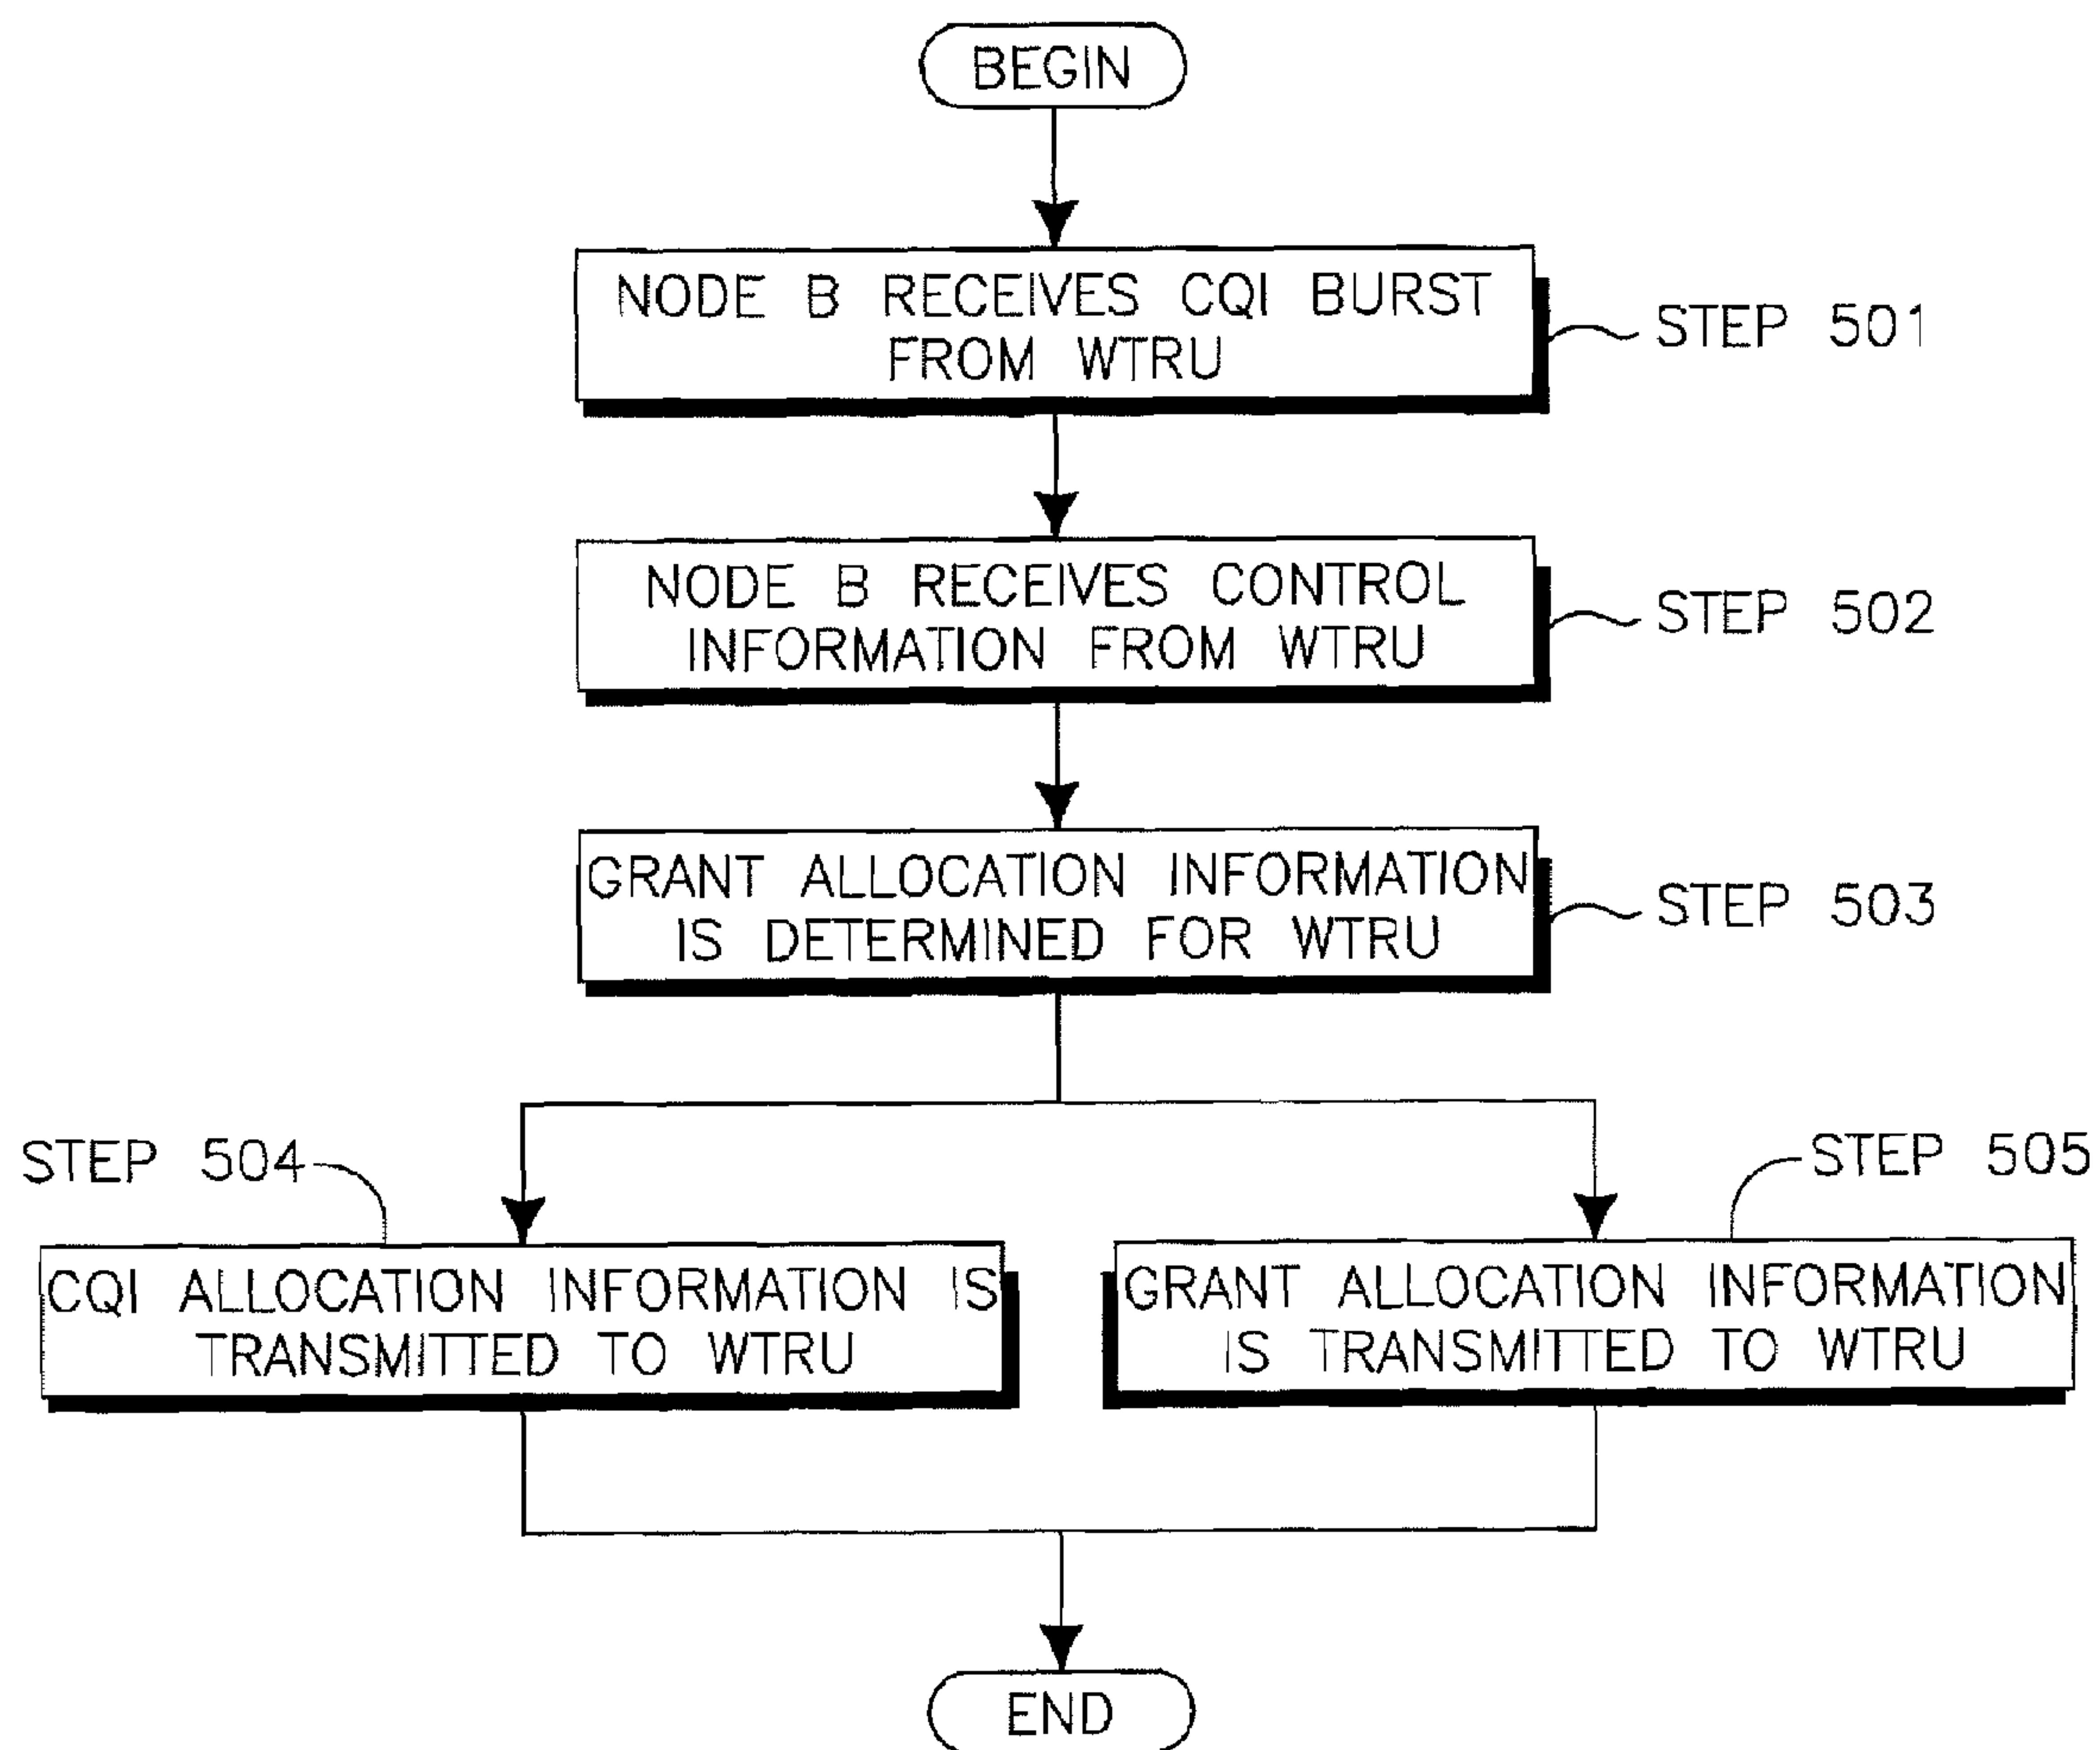 BEGIN
NODE B RECEIVES CQI BURST
FROM WTRU
STEP 501
NODE B RECEIVES CONTROL
INFORMATION FROM WTRU
STEP 502
GRANT ALLOCATION INFORMATION
IS DETERMINED FOR WTRU
STEP 503
STEP 504
STEP 505
CQI ALLOCATION INFORMATION IS
TRANSMITTED TO WTRU
GRANT ALLOCATION INFORMATION
IS TRANSMITTED TO WTRU
END